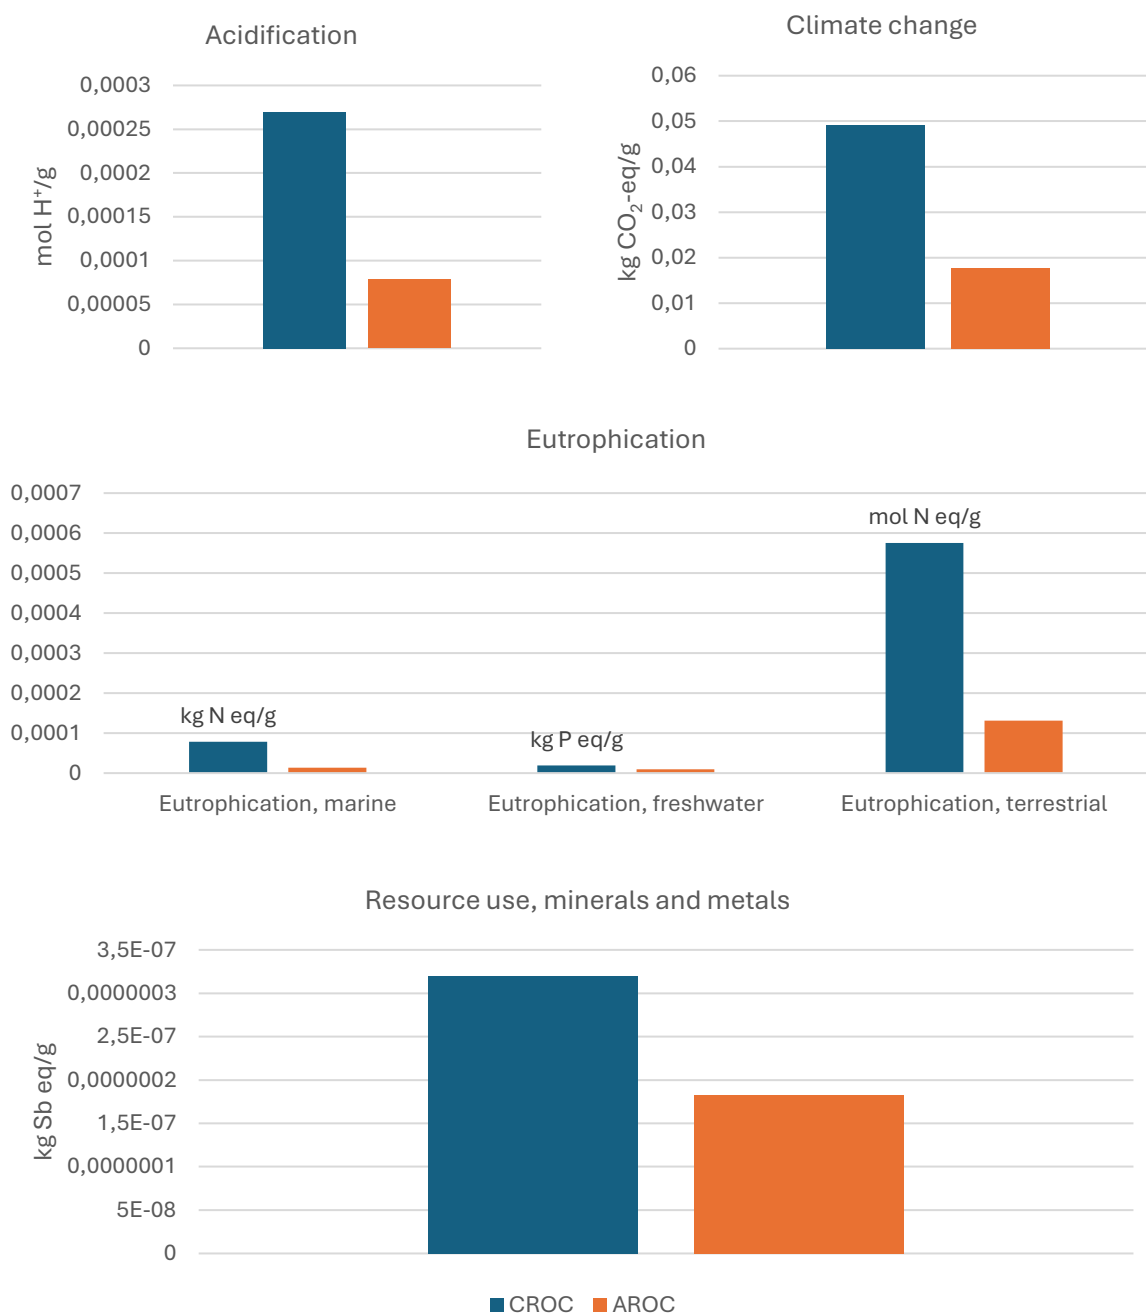 Acidification
0,0003
0,00025
0,0002
0,00015
0,0001
0,00005
0
mol H⁺/g
Climate change
0,06
0,05
0,04
0,03
0,02
0,01
0
kg CO₂-eq/g
Eutrophication
0,0007
0,0006
0,0005
0,0004
0,0003
0,0002
0,0001
0
kg N eq/g
kg P eq/g
mol N eq/g
Eutrophication, marine
Eutrophication, freshwater
Eutrophication, terrestrial
Resource use, minerals and metals
3,5E-07
0,0000003
2,5E-07
0,0000002
1,5E-07
0,0000001
5E-08
0
kg Sb eq/g
CROC
AROC